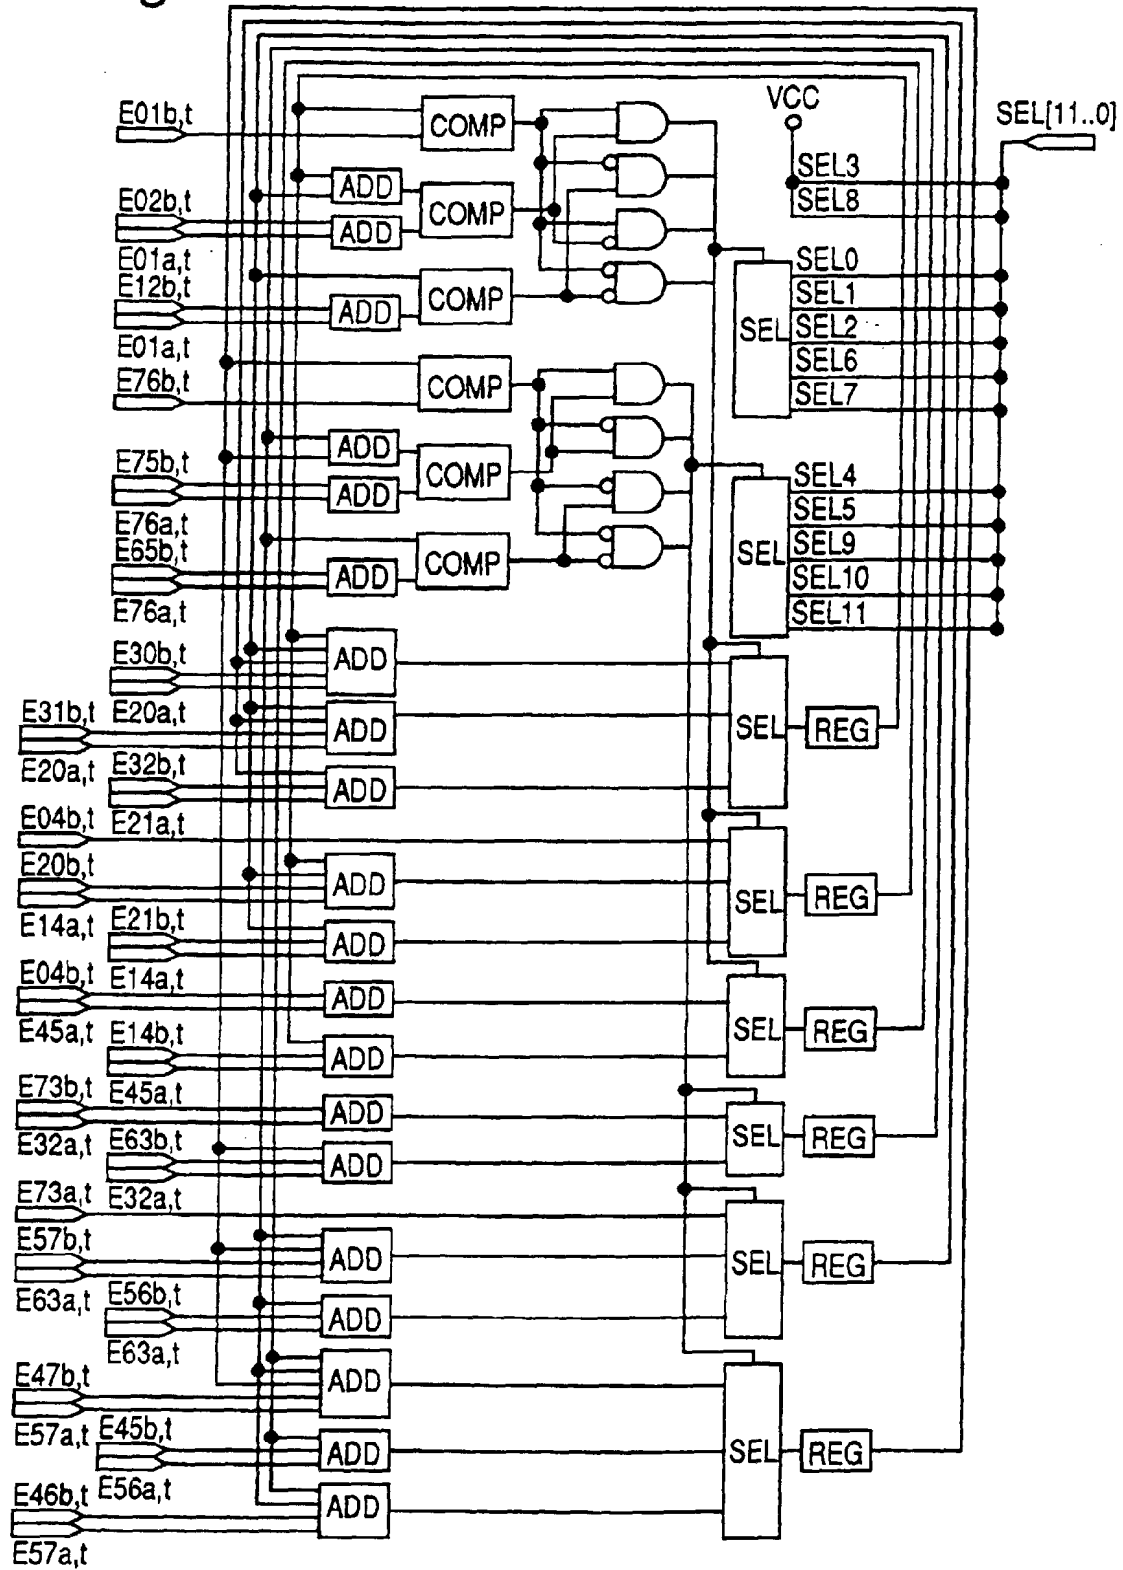 E01b,t
COMP
VCC
SEL[11..0]
SEL3
SEL8
ADD
COMP
E02b,t
ADD
E01a,t
E12b,t
COMP
ADD
E01a,t
SEL0
SEL1
SEL
SEL2
SEL6
SEL7
E76b,t
COMP
ADD
E75b,t
COMP
ADD
E76a,t
E65b,t
COMP
ADD
E76a,t
SEL4
SEL5
SEL9
SEL
SEL10
SEL11
E30b,t
ADD
E31b,t
E20a,t
ADD
SEL
REG
E20a,t
E32b,t
ADD
E04b,t
E21a,t
E20b,t
ADD
SEL
REG
E14a,t
E21b,t
ADD
E04b,t
E14a,t
ADD
SEL
REG
E45a,t
E14b,t
ADD
E73b,t
E45a,t
ADD
SEL
REG
E32a,t
E63b,t
ADD
E73a,t
E32a,t
E57b,t
ADD
SEL
REG
E63a,t
E56b,t
ADD
E63a,t
E47b,t
ADD
E57a,t
E45b,t
ADD
SEL
REG
E46b,t
E56a,t
ADD
E57a,t